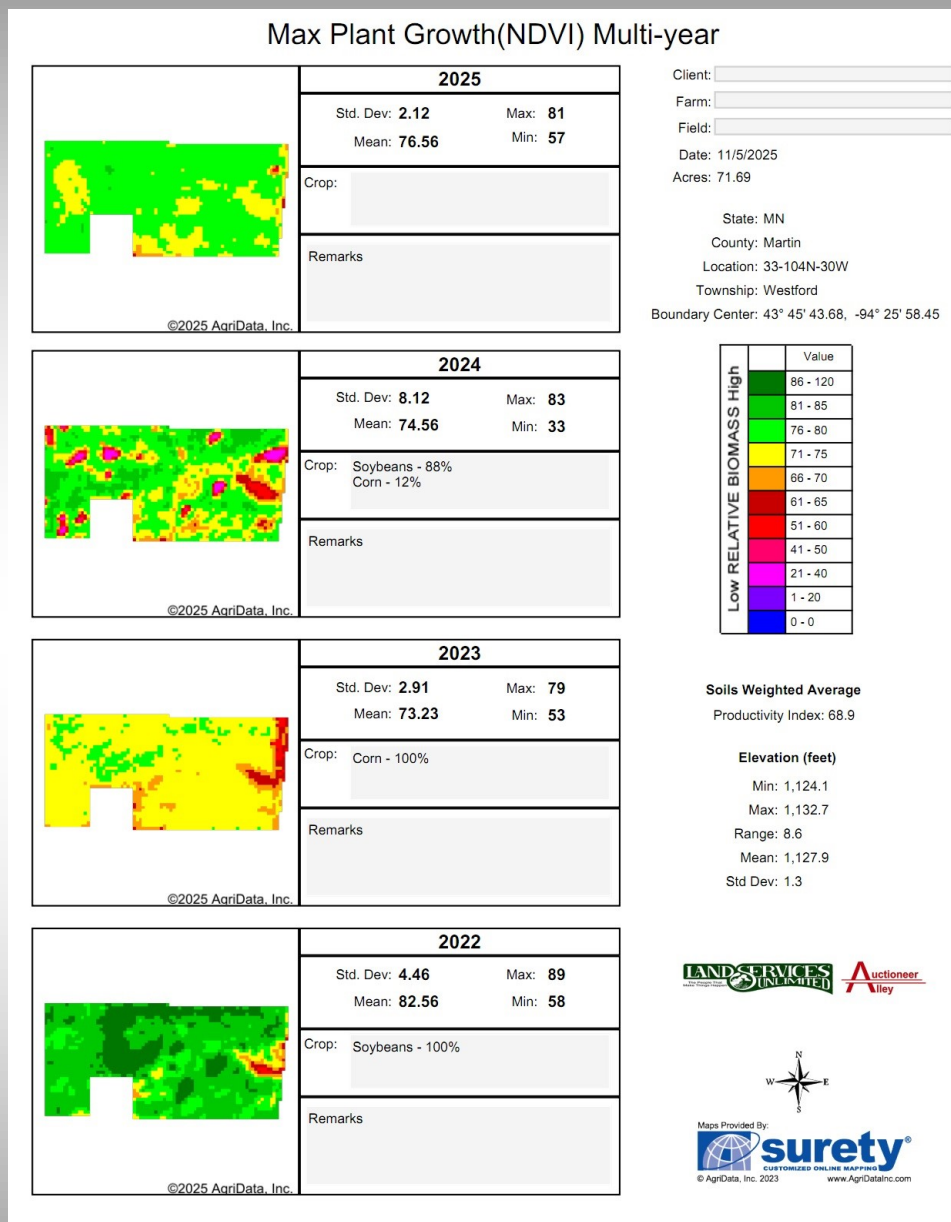 Max Plant Growth(NDVI) Multi-year
2025
Std. Dev: 2.12
Max: 81
Mean: 76.56
Min: 57
Crop:
Remarks
©2025 AgriData, Inc.
2024
Std. Dev: 8.12
Max: 83
Mean: 74.56
Min: 33
Crop:
Soybeans - 88%
Corn - 12%
Remarks
©2025 AgriData, Inc.
2023
Std. Dev: 2.91
Max: 79
Mean: 73.23
Min: 53
Crop:
Corn - 100%
Remarks
©2025 AgriData, Inc.
2022
Std. Dev: 4.46
Max: 89
Mean: 82.56
Min: 58
Crop:
Soybeans - 100%
Remarks
©2025 AgriData, Inc.
Client:
Farm:
Field:
Date: 11/5/2025
Acres: 71.69
State: MN
County: Martin
Location: 33-104N-30W
Township: Westford
Boundary Center: 43° 45' 43.68, -94° 25' 58.45
Low RELATIVE BIOMASS High
Value
86 - 120
81 - 85
76 - 80
71 - 75
66 - 70
61 - 65
51 - 60
41 - 50
21 - 40
1 - 20
0 - 0
Soils Weighted Average
Productivity Index: 68.9
Elevation (feet)
Min: 1,124.1
Max: 1,132.7
Range: 8.6
Mean: 1,127.9
Std Dev: 1.3
LAND SERVICES
UNLIMITED
The People That
Make Things Happen
Auctioneer
Alley
N
W
E
S
Maps Provided By:
surety®
CUSTOMIZED ONLINE MAPPING
© AgriData, Inc. 2023
www.AgriDataInc.com